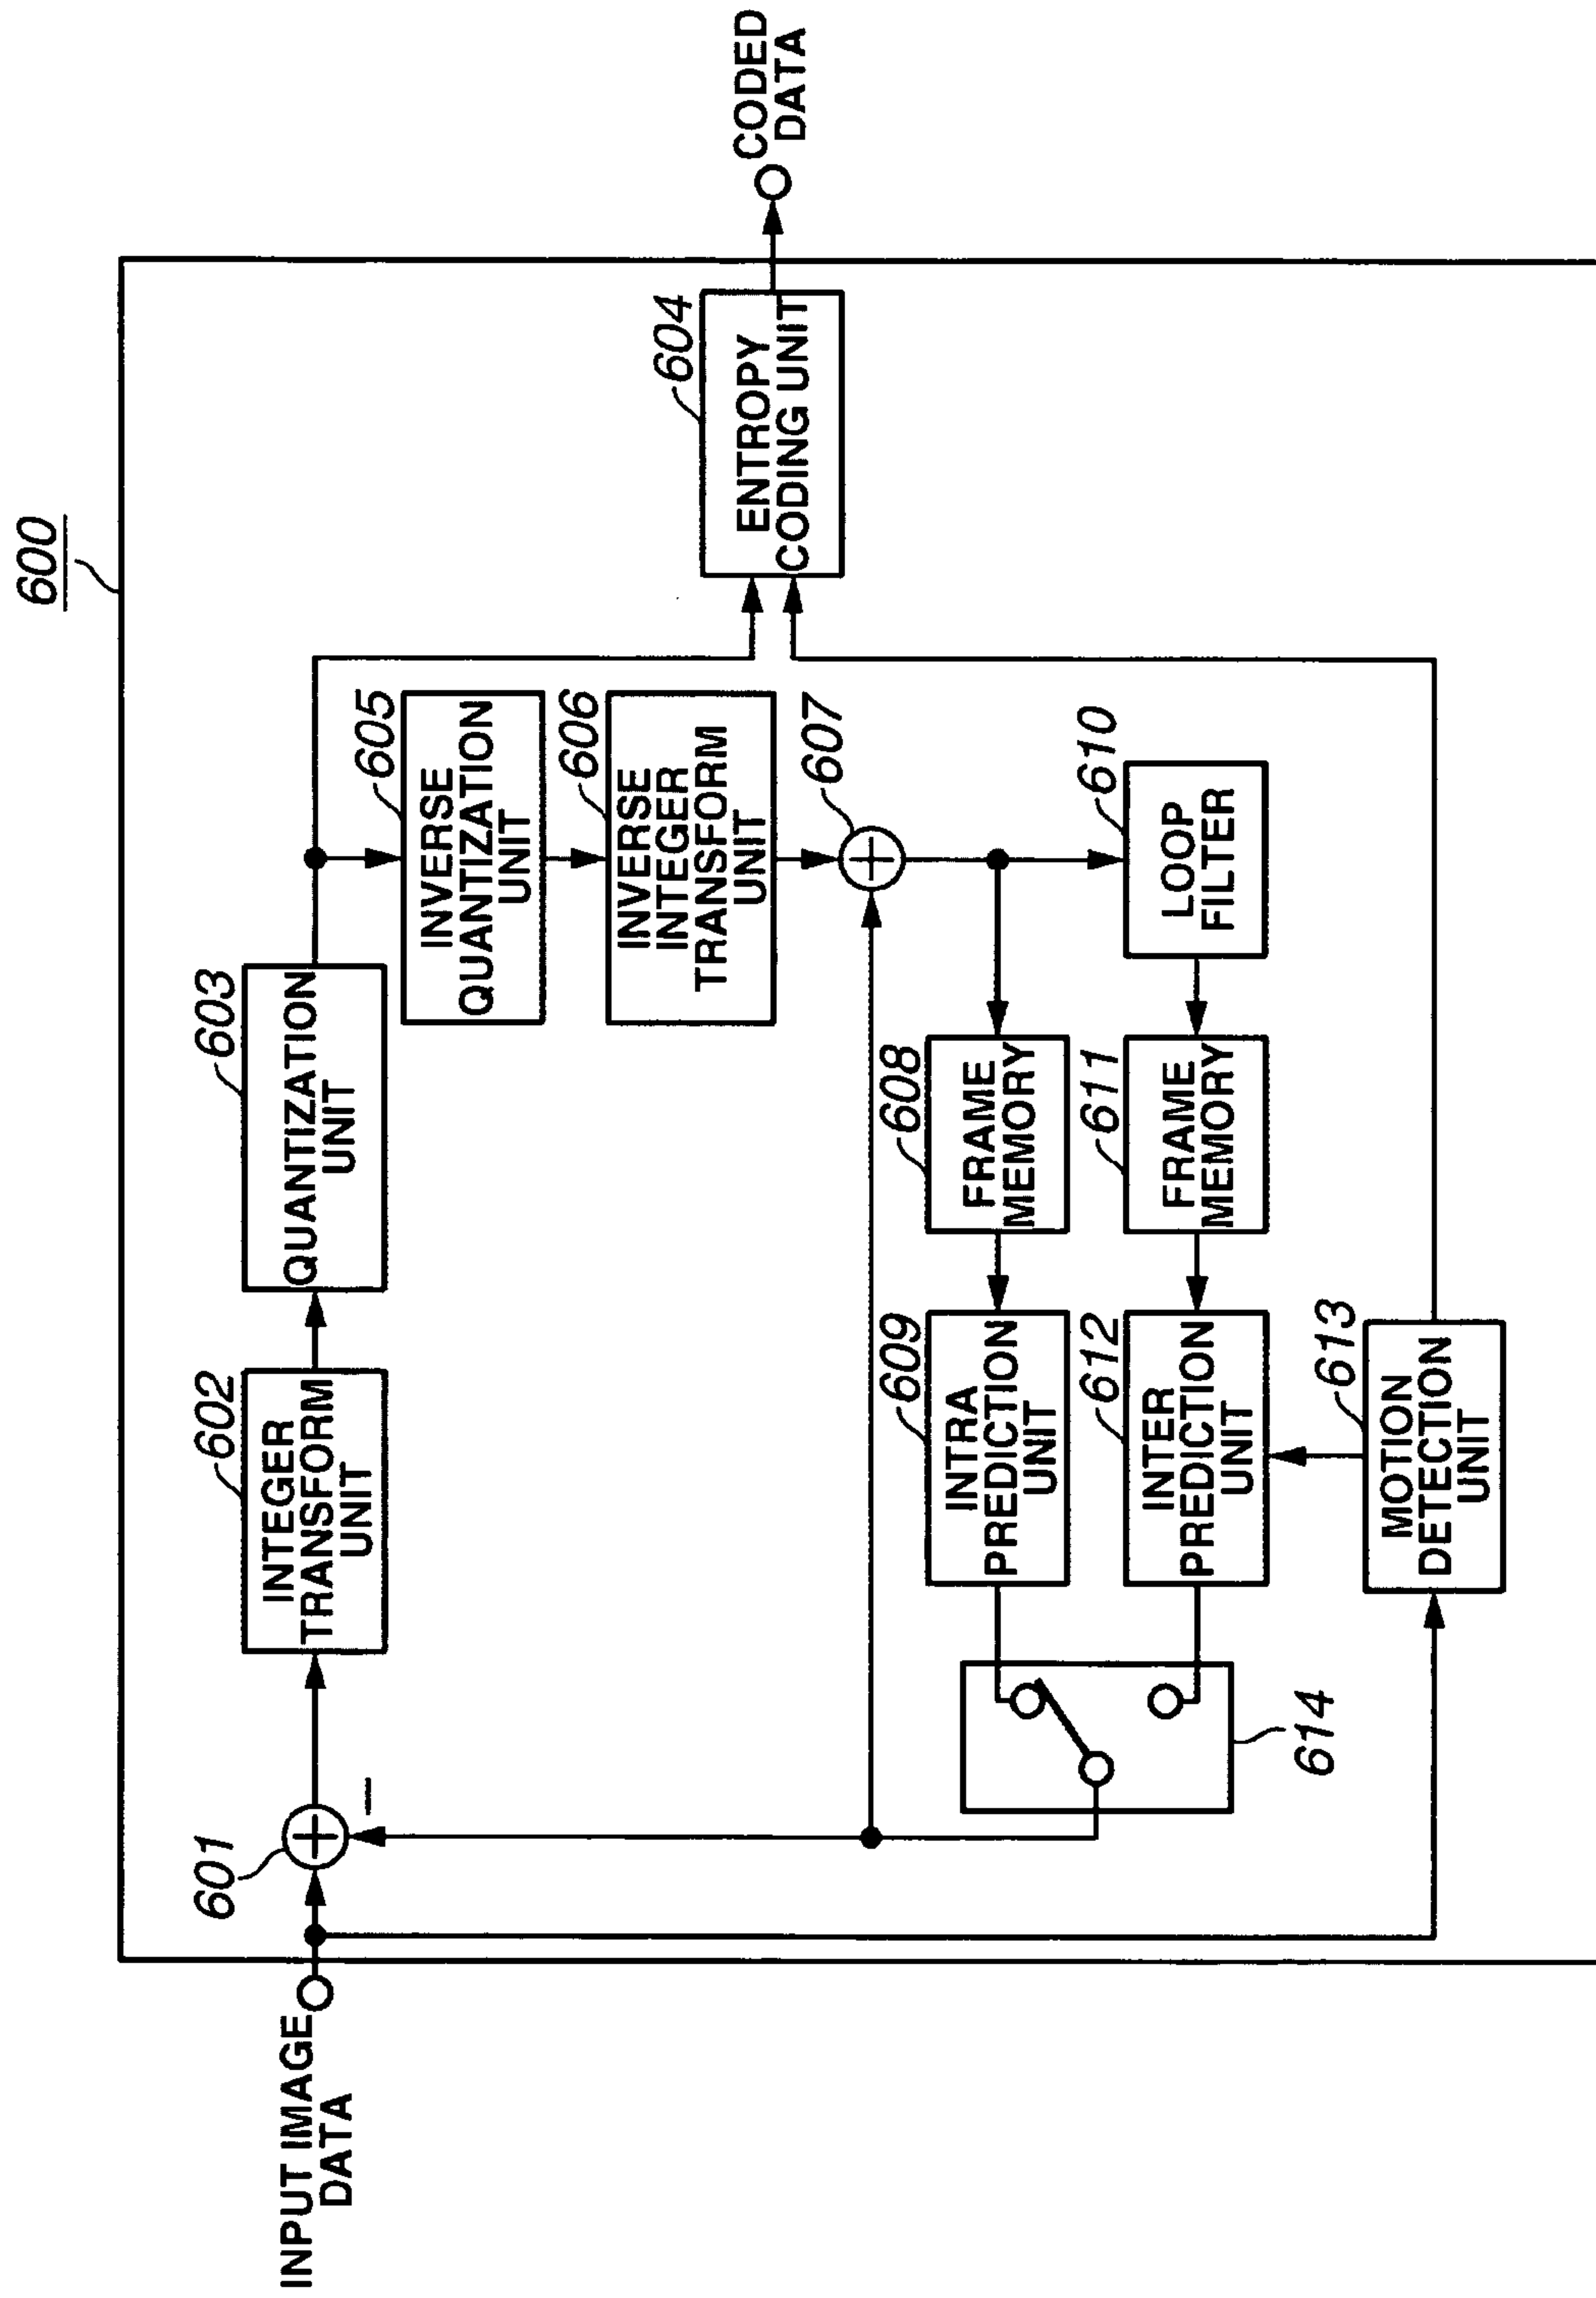 600
INPUT IMAGE
DATA
601
602
INTEGER
TRANSFORM
UNIT
603
QUANTIZATION
UNIT
605
INVERSE
QUANTIZATION
UNIT
606
INVERSE
INTEGER
TRANSFORM
UNIT
607
604
ENTROPY
CODING UNIT
CODED
DATA
609
INTRA
PREDICTION
UNIT
608
FRAME
MEMORY
610
LOOP
FILTER
612
INTER
PREDICTION
UNIT
611
FRAME
MEMORY
614
613
MOTION
DETECTION
UNIT